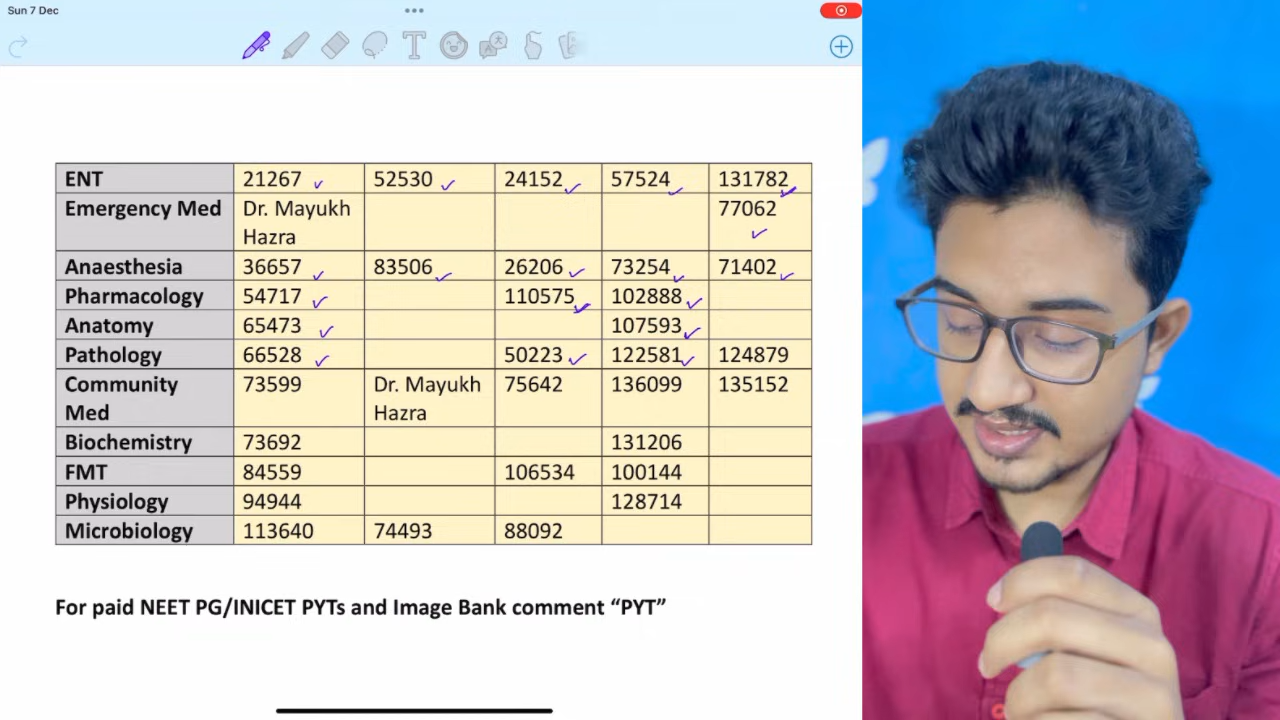 Sun 7 Dec
T
ENT 21267 52530 24152 57524 131782
Emergency Med Dr. Mayukh 77062
Hazra
Anaesthesia 36657 83506 26206 73254 71402
Pharmacology 54717 110575 102888
Anatomy 65473 107593
Pathology 66528 50223 122581 124879
Community 73599 Dr. Mayukh 75642 136099 135152
Med Hazra
Biochemistry 73692 131206
FMT 84559 106534 100144
Physiology 94944 128714
Microbiology 113640 74493 88092
For paid NEET PG/INICET PYTs and Image Bank comment “PYT”